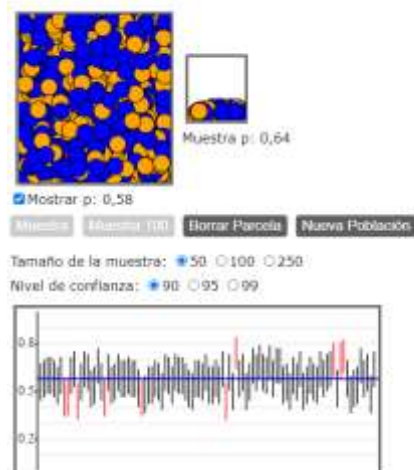 Muestra p: 0,64
Mostrar p: 0,58
Muestra Muestra 100 Borrar Parcela Nueva Población
Tamaño de la muestra: 50 100 250
Nivel de confianza: 90 95 99
0.8
0.5
0.2